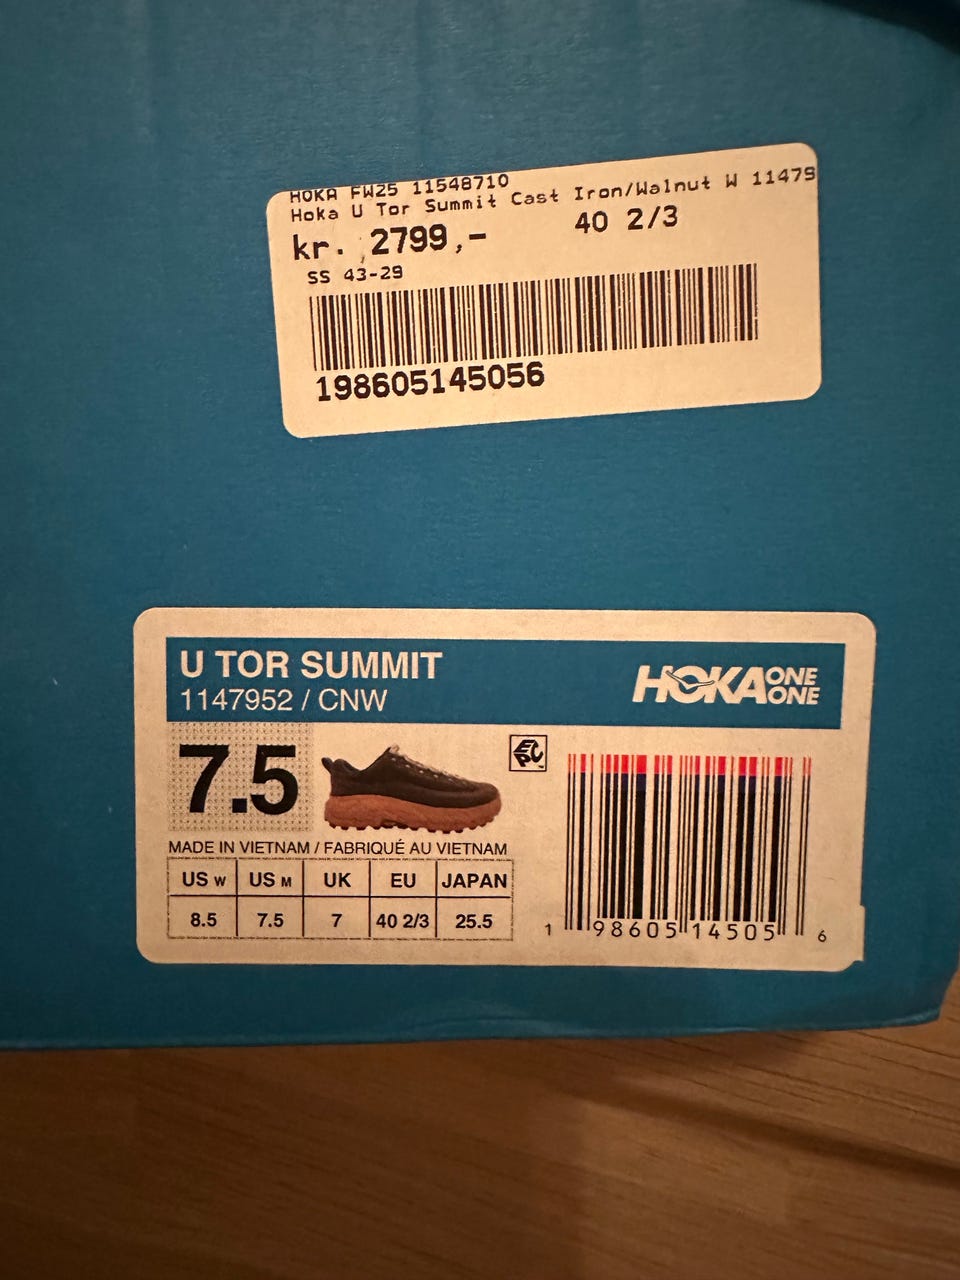 HOKA FW25 11548710
Hoka U Tor Summit Cast Iron/Walnut W 11479
kr. 2799,- 40 2/3
SS 43-29
198605145056
U TOR SUMMIT
1147952 / CNW
HOKA ONE ONE
7.5
EPC
MADE IN VIETNAM / FABRIQUÉ AU VIETNAM
US W US M UK EU JAPAN
8.5 7.5 7 40 2/3 25.5
1 98605 14505 6